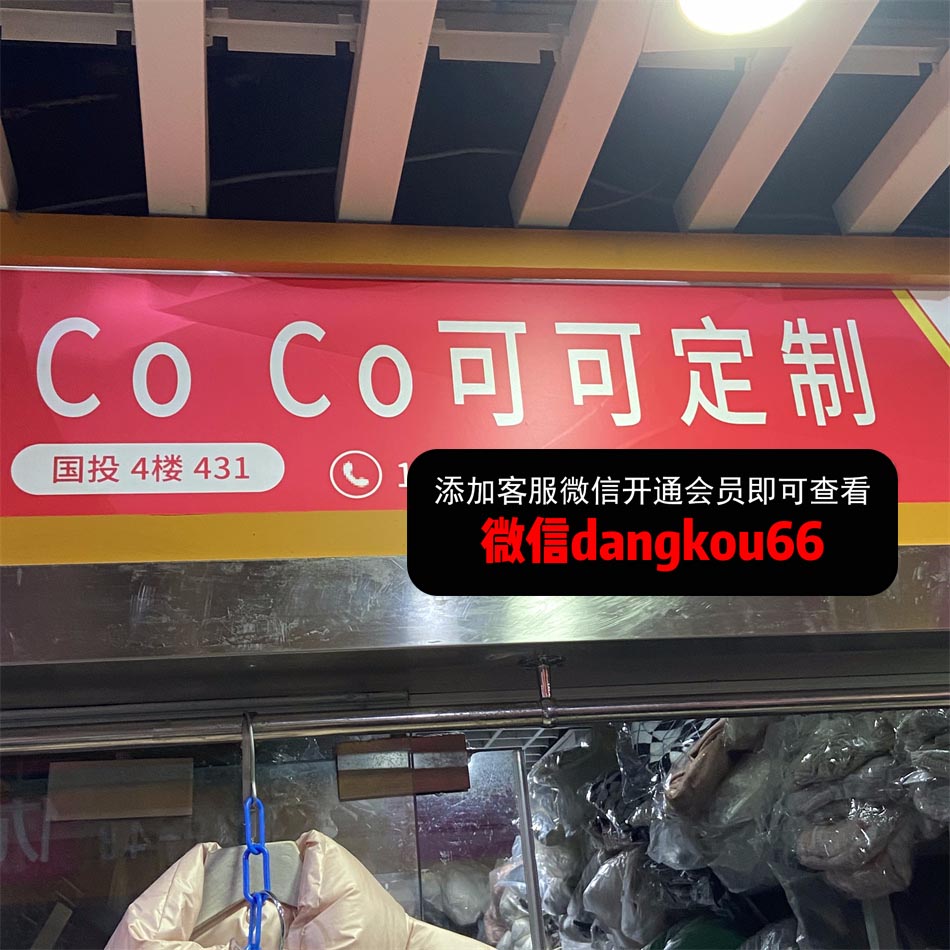 Co Co可可定制
国投 4楼 431
1
添加客服微信开通会员即可查看
微信dangkou66